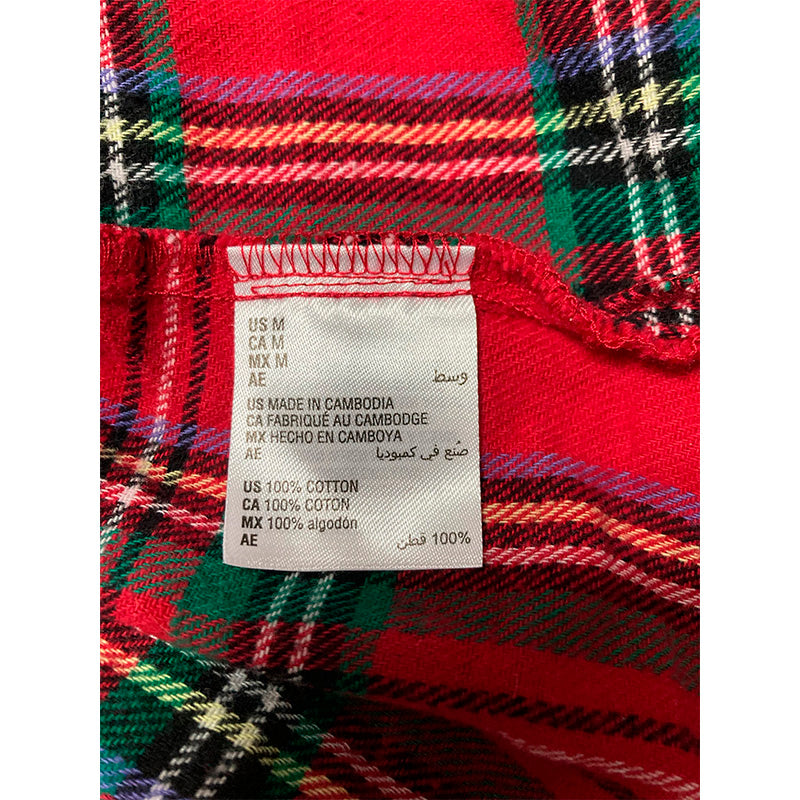 US M
CA M
MX M
AE وسط
US MADE IN CAMBODIA
CA FABRIQUÉ AU CAMBODGE
MX HECHO EN CAMBOYA
AE صُنع في كمبوديا
US 100% COTTON
CA 100% COTON
MX 100% algodón
AE 100% قطن